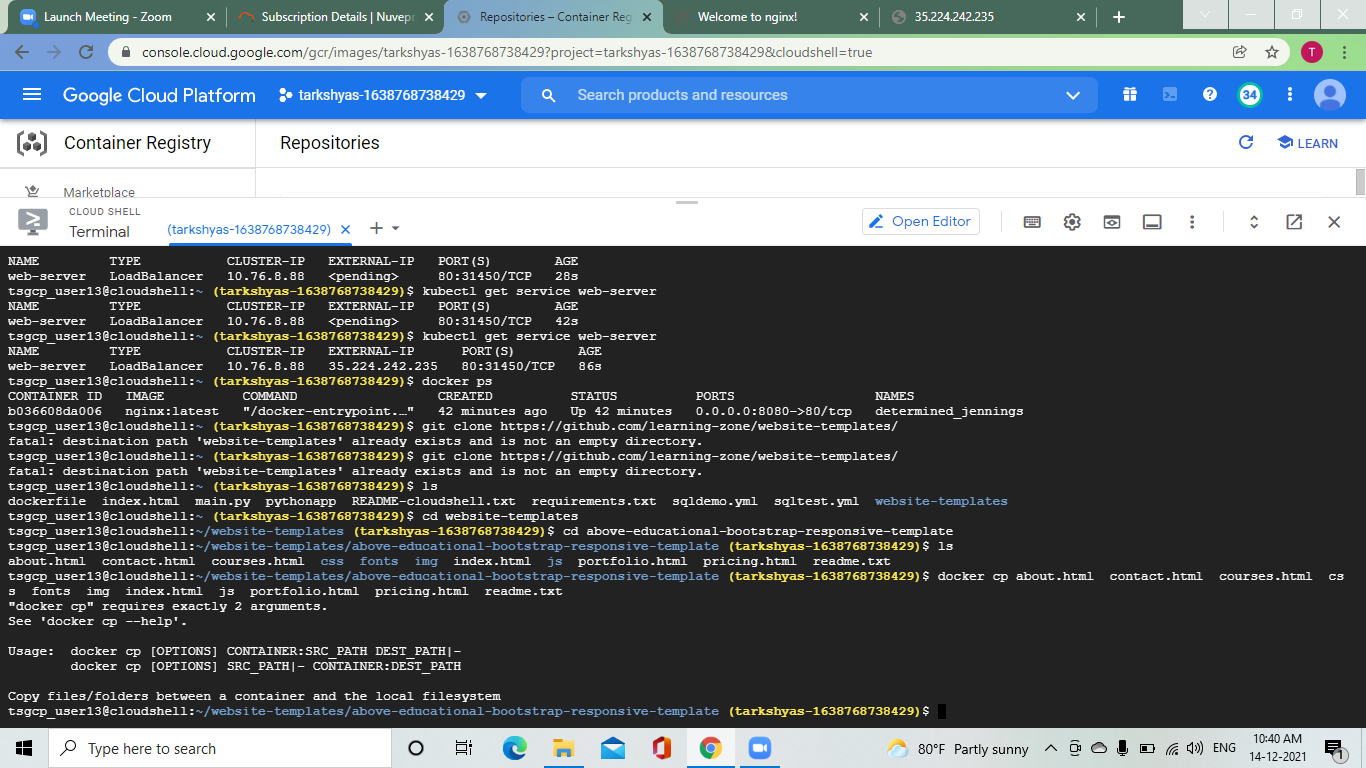 Launch Meeting - Zoom
Subscription Details | Nuvepr
Repositories – Container Reg
Welcome to nginx!
35.224.242.235
console.cloud.google.com/gcr/images/tarkshyas-1638768738429?project=tarkshyas-1638768738429&cloudshell=true
T
Google Cloud Platform
tarkshyas-1638768738429
Search products and resources
34
Container Registry
Repositories
LEARN
Marketplace
CLOUD SHELL
Terminal
(tarkshyas-1638768738429)
Open Editor
NAME TYPE CLUSTER-IP EXTERNAL-IP PORT(S) AGE
web-server LoadBalancer 10.76.8.88 <pending> 80:31450/TCP 28s
tsgcp_user13@cloudshell:~ (tarkshyas-1638768738429)$ kubectl get service web-server
NAME TYPE CLUSTER-IP EXTERNAL-IP PORT(S) AGE
web-server LoadBalancer 10.76.8.88 <pending> 80:31450/TCP 42s
tsgcp_user13@cloudshell:~ (tarkshyas-1638768738429)$ kubectl get service web-server
NAME TYPE CLUSTER-IP EXTERNAL-IP PORT(S) AGE
web-server LoadBalancer 10.76.8.88 35.224.242.235 80:31450/TCP 86s
tsgcp_user13@cloudshell:~ (tarkshyas-1638768738429)$ docker ps
CONTAINER ID IMAGE COMMAND CREATED STATUS PORTS NAMES
b036608da006 nginx:latest "/docker-entrypoint.…" 42 minutes ago Up 42 minutes 0.0.0.0:8080->80/tcp determined_jennings
tsgcp_user13@cloudshell:~ (tarkshyas-1638768738429)$ git clone https://github.com/learning-zone/website-templates/
fatal: destination path 'website-templates' already exists and is not an empty directory.
tsgcp_user13@cloudshell:~ (tarkshyas-1638768738429)$ git clone https://github.com/learning-zone/website-templates/
fatal: destination path 'website-templates' already exists and is not an empty directory.
tsgcp_user13@cloudshell:~ (tarkshyas-1638768738429)$ ls
dockerfile index.html main.py pythonapp README-cloudshell.txt requirements.txt sqldemo.yml sqltest.yml website-templates
tsgcp_user13@cloudshell:~ (tarkshyas-1638768738429)$ cd website-templates
tsgcp_user13@cloudshell:~/website-templates (tarkshyas-1638768738429)$ cd above-educational-bootstrap-responsive-template
tsgcp_user13@cloudshell:~/website-templates/above-educational-bootstrap-responsive-template (tarkshyas-1638768738429)$ ls
about.html contact.html courses.html css fonts img index.html js portfolio.html pricing.html readme.txt
tsgcp_user13@cloudshell:~/website-templates/above-educational-bootstrap-responsive-template (tarkshyas-1638768738429)$ docker cp about.html contact.html courses.html cs
s fonts img index.html js portfolio.html pricing.html readme.txt
"docker cp" requires exactly 2 arguments.
See 'docker cp --help'.
Usage: docker cp [OPTIONS] CONTAINER:SRC_PATH DEST_PATH|-
docker cp [OPTIONS] SRC_PATH|- CONTAINER:DEST_PATH
Copy files/folders between a container and the local filesystem
tsgcp_user13@cloudshell:~/website-templates/above-educational-bootstrap-responsive-template (tarkshyas-1638768738429)$
Type here to search
80°F Partly sunny
ENG
10:40 AM
14-12-2021
1